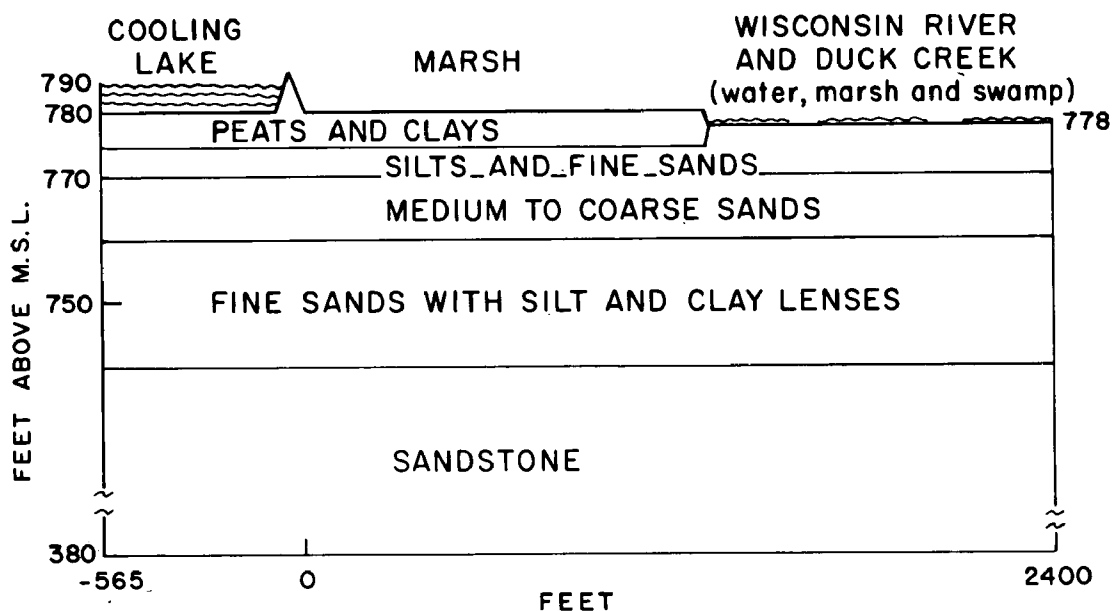 COOLING
LAKE
MARSH
WISCONSIN RIVER
AND DUCK CREEK
(water, marsh and swamp)
790
780
778
PEATS AND CLAYS
SILTS AND FINE SANDS
770
MEDIUM TO COARSE SANDS
FEET ABOVE M.S.L.
750
FINE SANDS WITH SILT AND CLAY LENSES
SANDSTONE
380
-565
0
2400
FEET